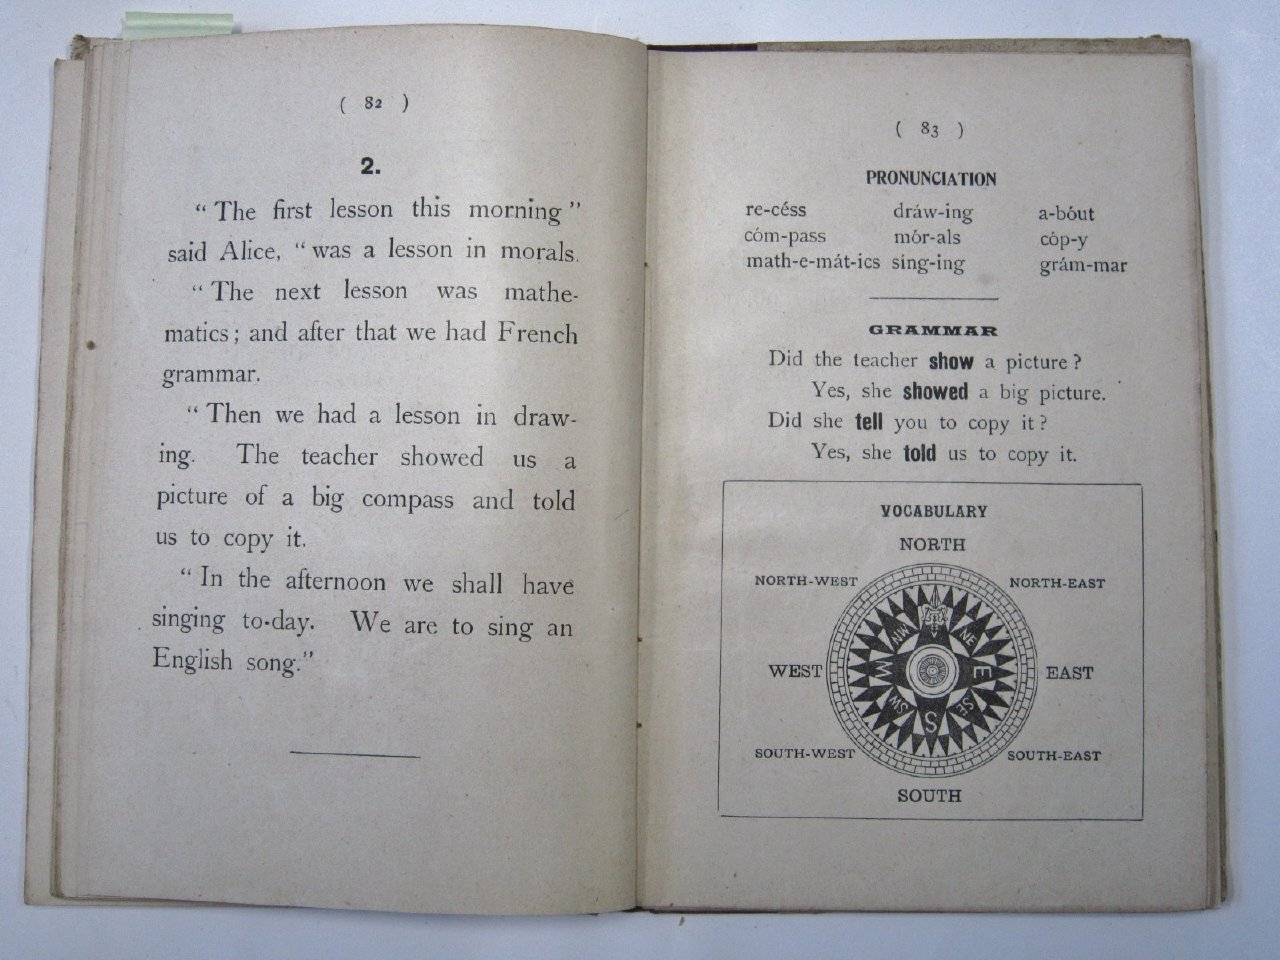 ( 82 )
2.
“ The first lesson this morning ”
said Alice, “ was a lesson in morals.
“ The next lesson was mathe-
matics ; and after that we had French
grammar.
“ Then we had a lesson in draw-
ing. The teacher showed us a
picture of a big compass and told
us to copy it.
“ In the afternoon we shall have
singing to-day. We are to sing an
English song.”
( 83 )
PRONUNCIATION
re-céss dráw-ing a-bóut
cóm-pass mór-als cóp-y
math-e-mát-ics síng-ing grám-mar
GRAMMAR
Did the teacher show a picture ?
Yes, she showed a big picture.
Did she tell you to copy it ?
Yes, she told us to copy it.
VOCABULARY
NORTH
NORTH-WEST NORTH-EAST
NW NE
WEST W E EAST
SW SE
S
SOUTH-WEST SOUTH-EAST
SOUTH